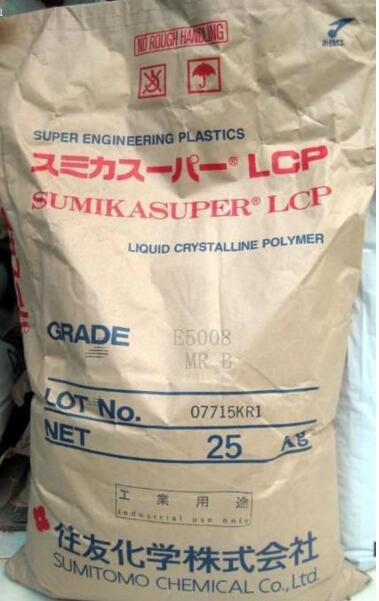 NO ROUGH HANDLING
SUPER ENGINEERING PLASTICS
スミカスーパー® LCP
SUMIKASUPER® LCP
LIQUID CRYSTALLINE POLYMER
GRADE E5008
MR B
LOT No. 07715KR1
NET 25 Kg
工業用途
industrial use only
住友化学株式会社
SUMITOMO CHEMICAL Co., Ltd.